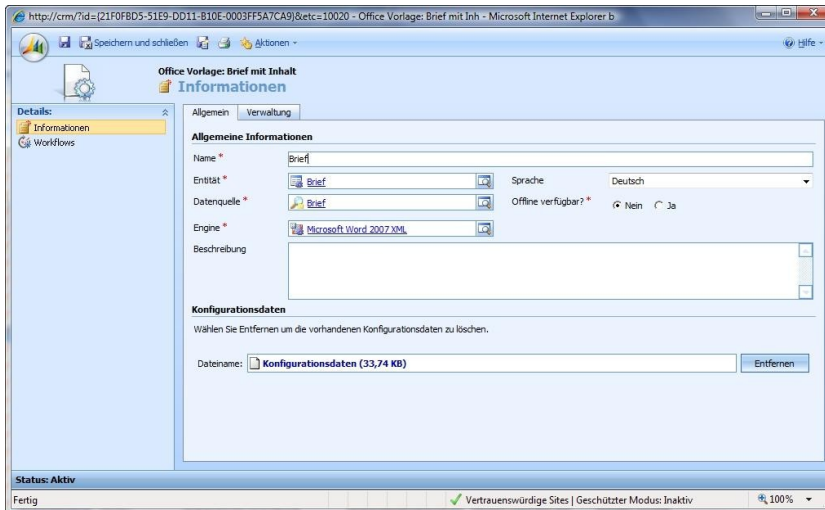 http://crm/?id={21F0FBD5-51E9-DD11-B10E-0003FF5A7CA9}&etc=10020 - Office Vorlage: Brief mit Inh - Microsoft Internet Explorer b
Speichern und schließen Aktionen Hilfe
Office Vorlage: Brief mit Inhalt
Informationen
Details:
Informationen
Workflows
Allgemein Verwaltung
Allgemeine Informationen
Name * Brief
Entität * Brief Sprache Deutsch
Datenquelle * Brief Offline verfügbar? * Nein Ja
Engine * Microsoft Word 2007 XML
Beschreibung
Konfigurationsdaten
Wählen Sie Entfernen um die vorhandenen Konfigurationsdaten zu löschen.
Dateiname: Konfigurationsdaten (33,74 KB) Entfernen
Status: Aktiv
Fertig Vertrauenswürdige Sites | Geschützter Modus: Inaktiv 100%